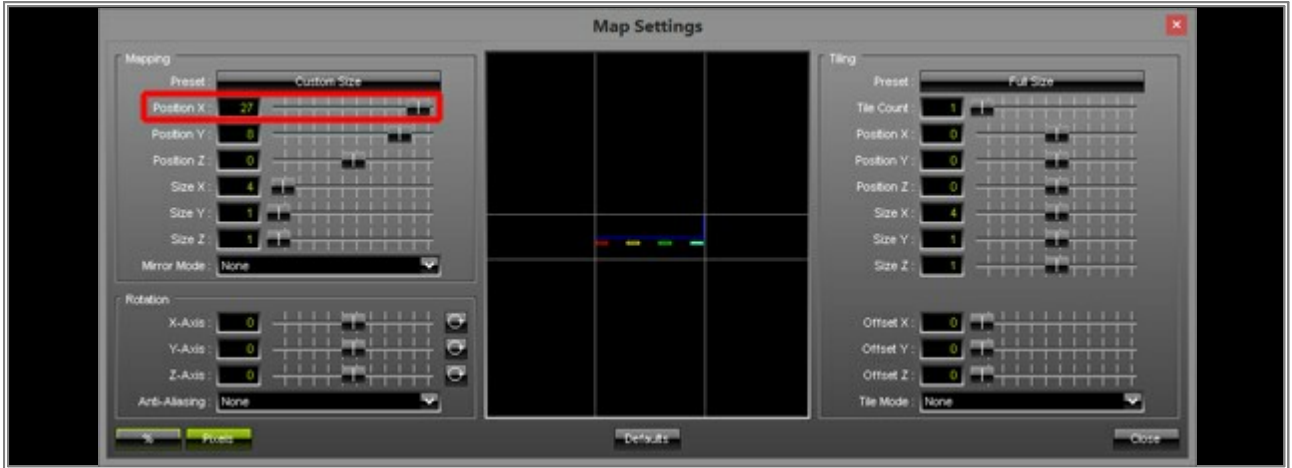 Map Settings
Mapping
Preset : Custom Size
Position X : 27
Position Y : 8
Position Z : 0
Size X : 4
Size Y : 1
Size Z : 1
Mirror Mode : None
Rotation
X-Axis : 0
Y-Axis : 0
Z-Axis : 0
Anti-Aliasing : None
Tiling
Preset : Full Size
Tile Count : 1
Position X : 0
Position Y : 0
Position Z : 0
Size X : 4
Size Y : 1
Size Z : 1
Offset X : 0
Offset Y : 0
Offset Z : 0
Tile Mode : None
% Pixels Defaults Close